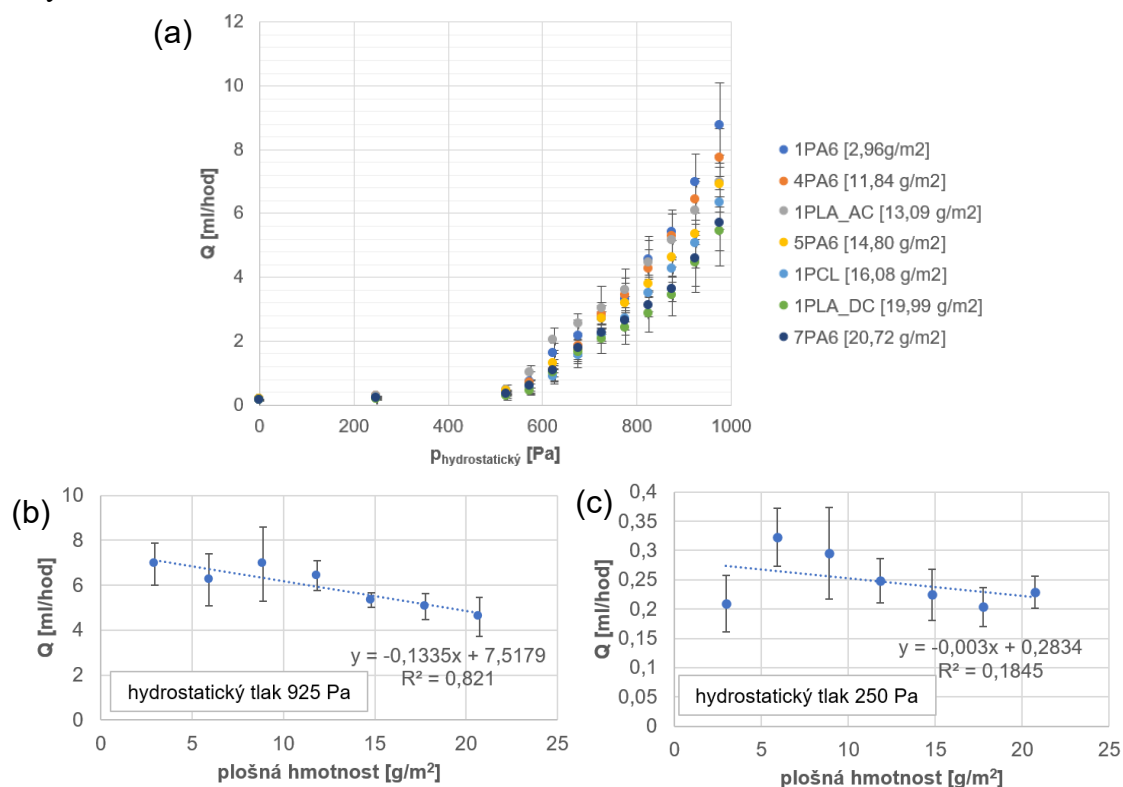 (a)
12
10
8
6
4
2
0
Q [ml/hod]
0 200 400 600 800 1000
p hydrostatický [Pa]
1PA6 [2,96g/m2]
4PA6 [11,84 g/m2]
1PLA_AC [13,09 g/m2]
5PA6 [14,80 g/m2]
1PCL [16,08 g/m2]
1PLA_DC [19,99 g/m2]
7PA6 [20,72 g/m2]
(b)
10
8
6
4
2
0
Q [ml/hod]
y = -0,1335x + 7,5179
R² = 0,821
hydrostatický tlak 925 Pa
0 5 10 15 20 25
plošná hmotnost [g/m²]
(c)
0,4
0,35
0,3
0,25
0,2
0,15
0,1
0,05
0
Q [ml/hod]
y = -0,003x + 0,2834
R² = 0,1845
hydrostatický tlak 250 Pa
0 5 10 15 20 25
plošná hmotnost [g/m²]